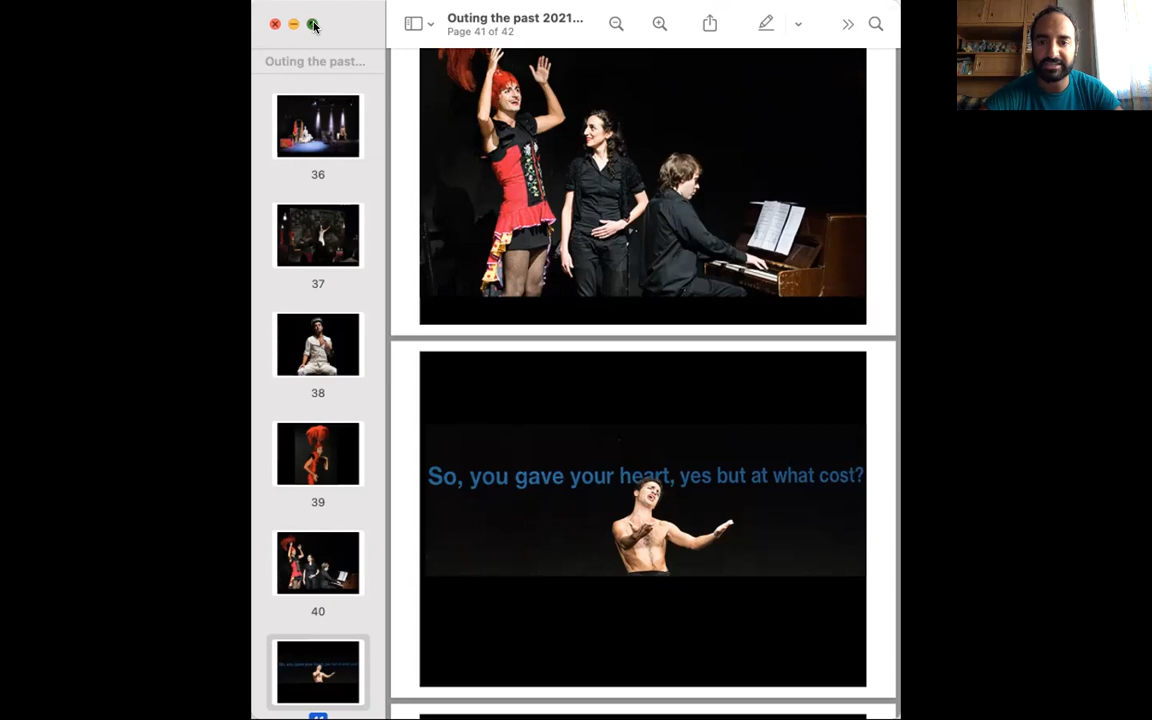 Outing the past 2021...
Page 41 of 42
Outing the past...
36
37
38
39
40
So, you gave your heart, yes but at what cost?